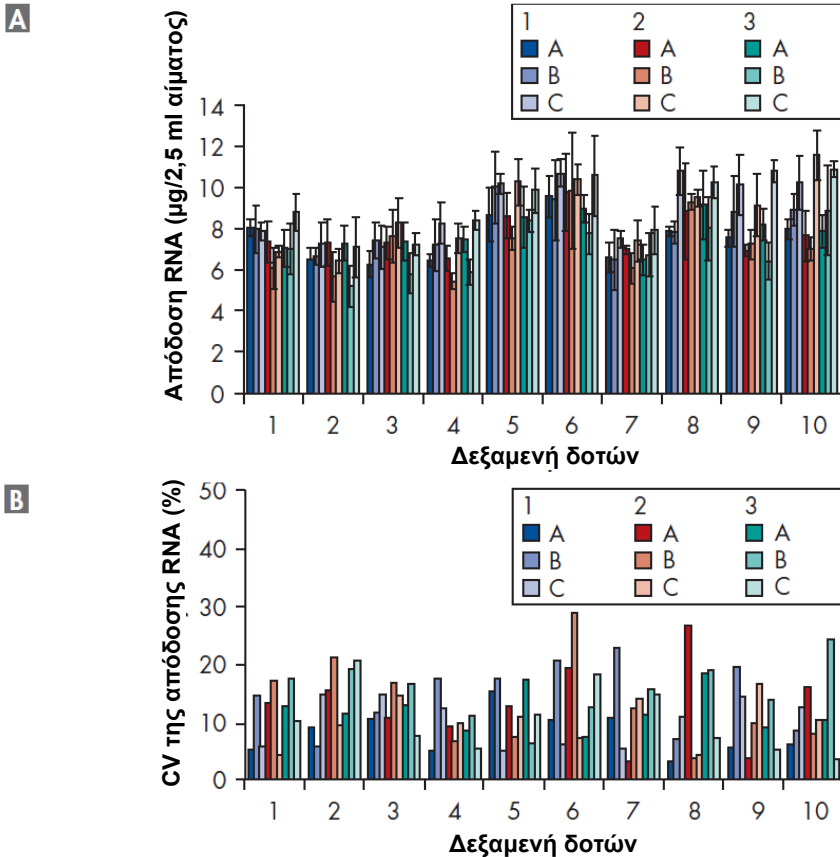 A
1 2 3
A A A
B B B
C C C
Απόδοση RNA (μg/2,5 ml αίματος)
14
12
10
8
6
4
2
0
1 2 3 4 5 6 7 8 9 10
Δεξαμενή δοτών
B
1 2 3
A A A
B B B
C C C
CV της απόδοσης RNA (%)
50
40
30
20
10
0
1 2 3 4 5 6 7 8 9 10
Δεξαμενή δοτών